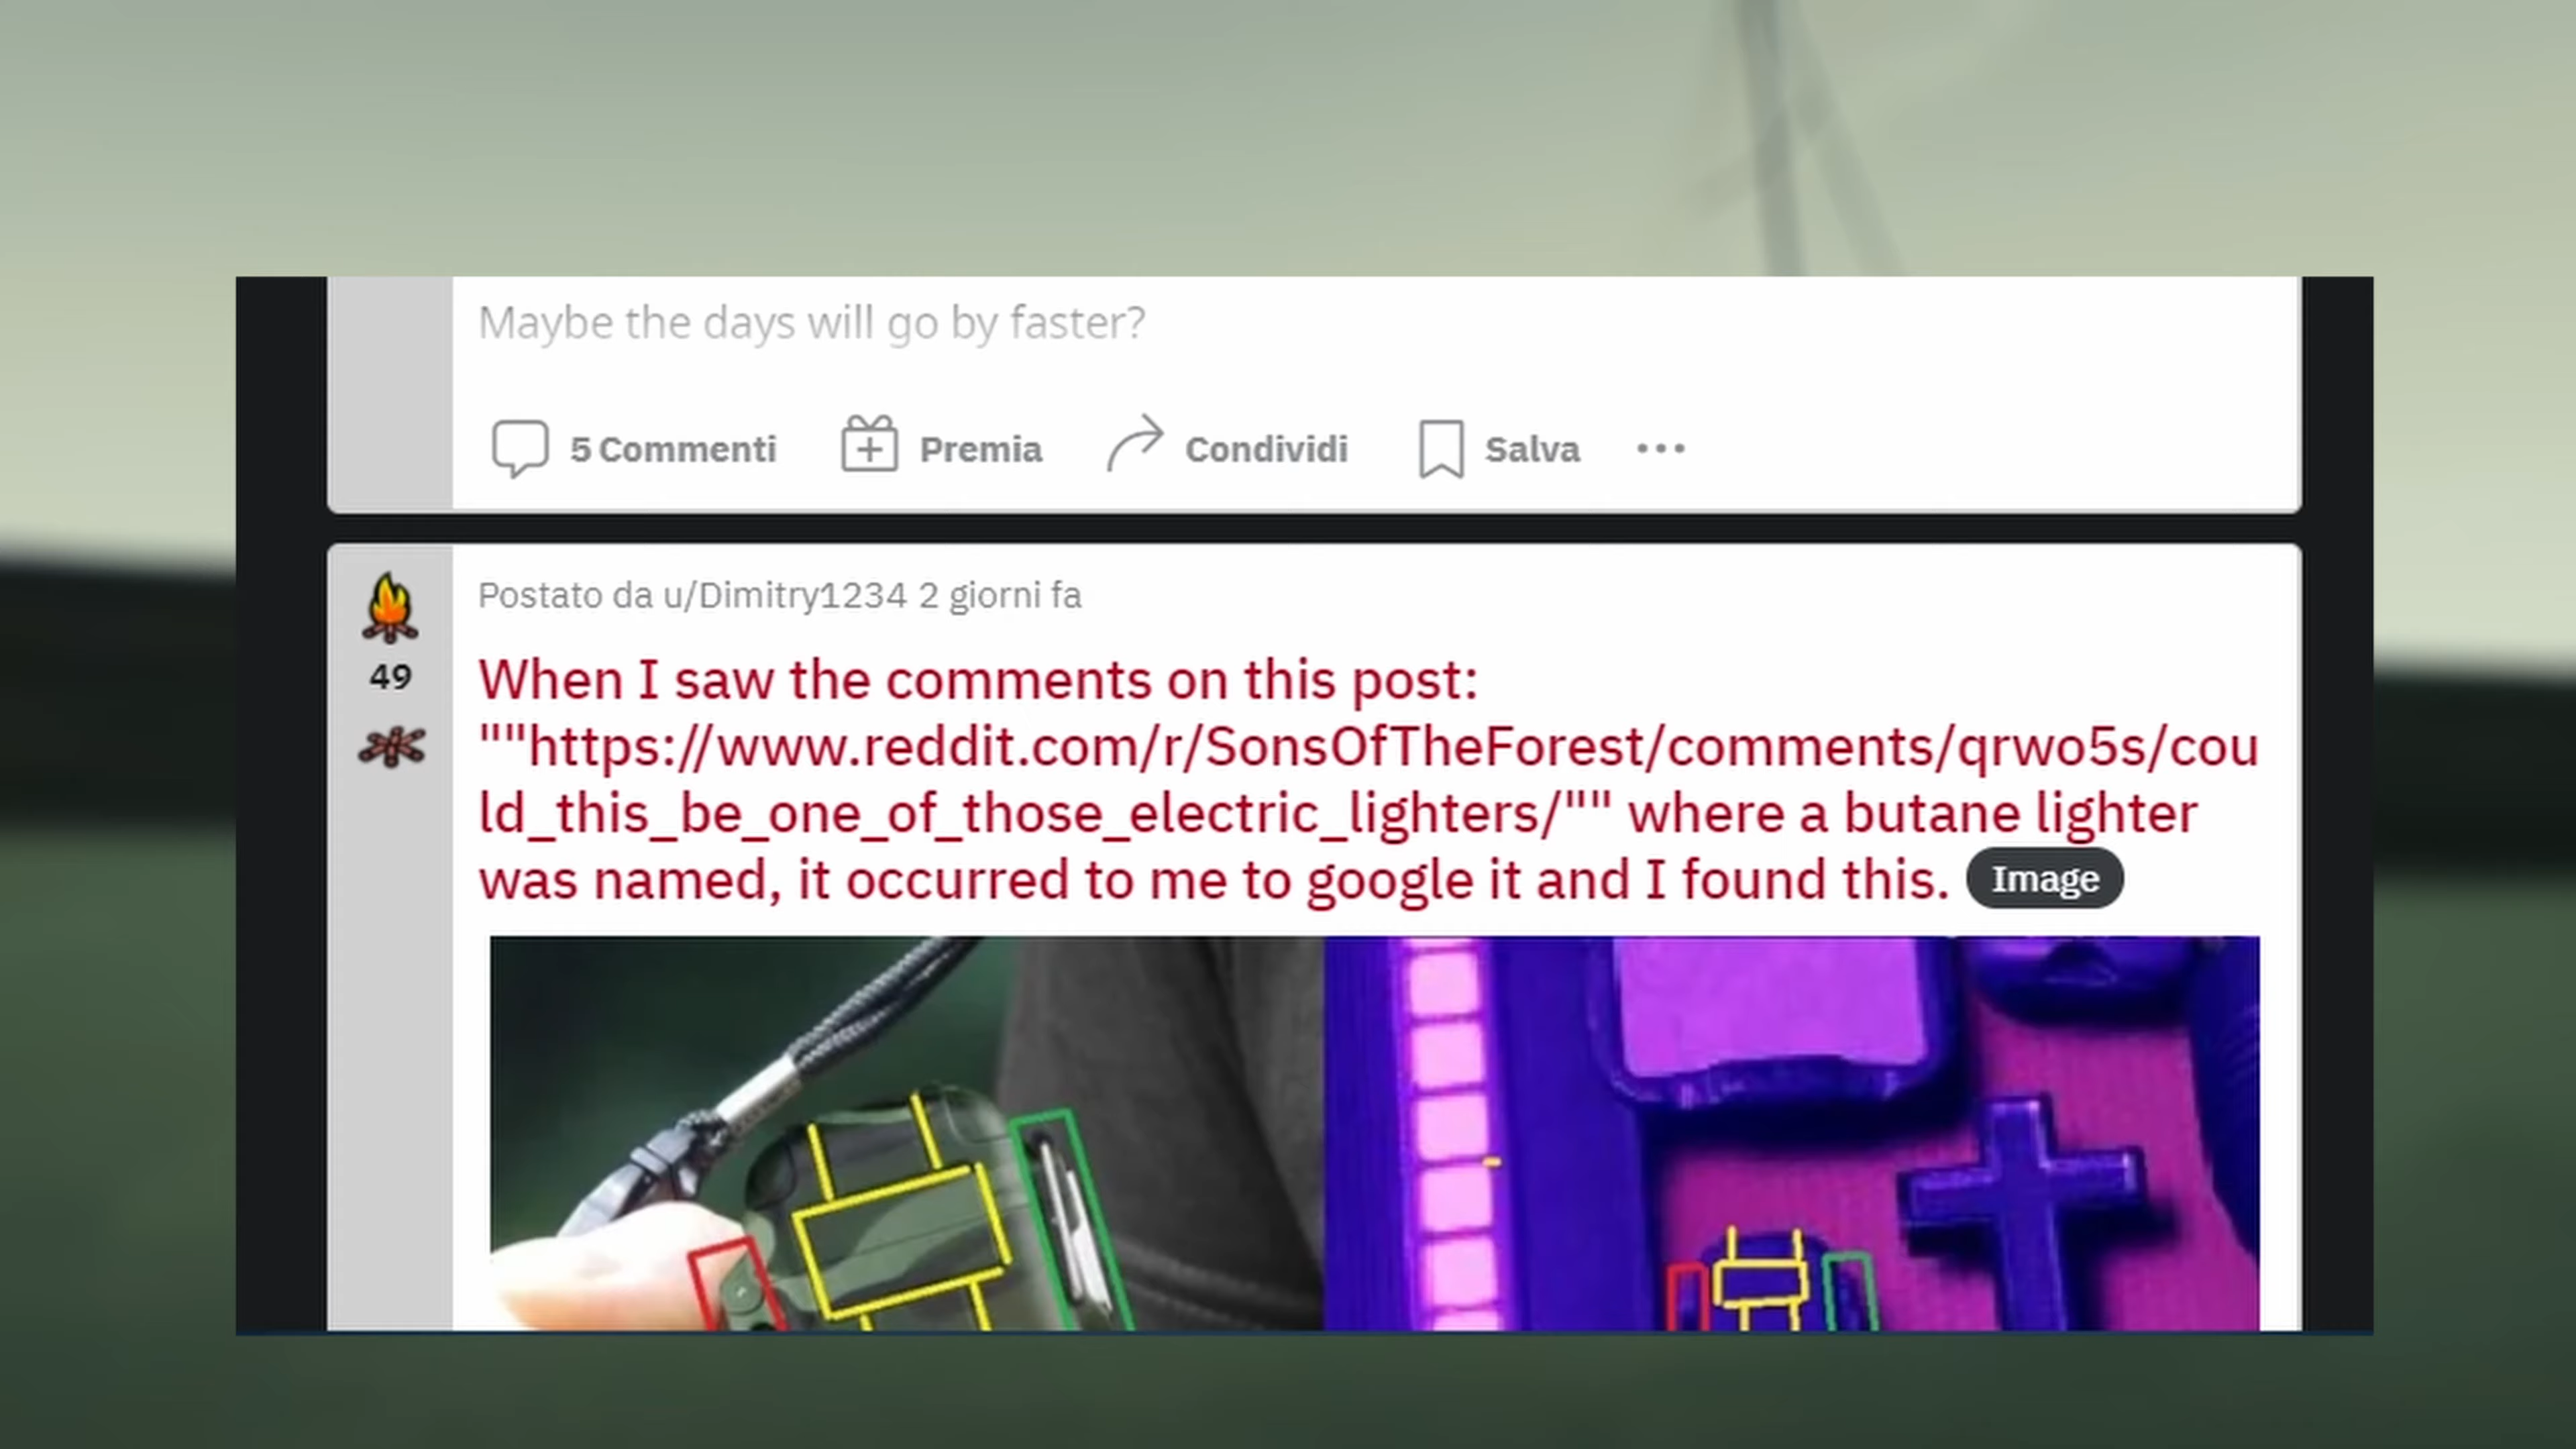 Maybe the days will go by faster?
5 Commenti Premia Condividi Salva
Postato da u/Dimitry1234 2 giorni fa
49
When I saw the comments on this post:
""https://www.reddit.com/r/SonsOfTheForest/comments/qrwo5s/cou
ld_this_be_one_of_those_electric_lighters/"" where a butane lighter
was named, it occurred to me to google it and I found this. Image